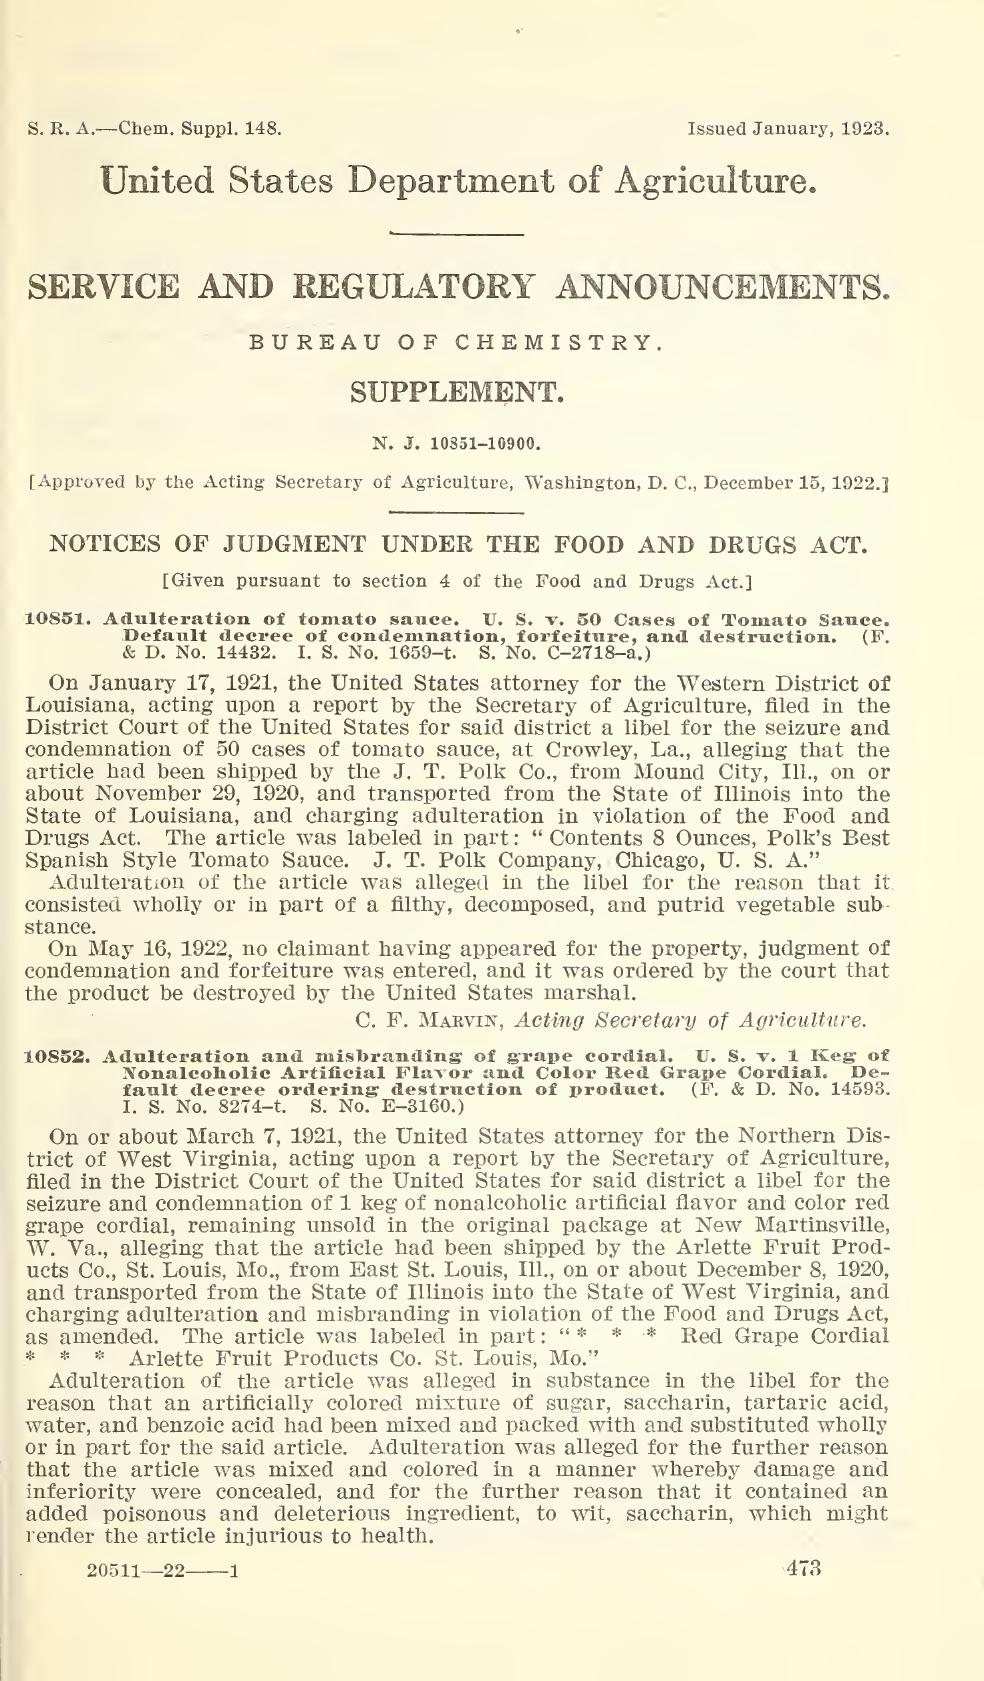 S. R. A.—Chem. Suppl. 148.
Issued January, 1923.
United States Department of Agriculture.
SERVICE AND REGULATORY ANNOUNCEMENTS.
BUREAU OF CHEMISTRY.
SUPPLEMENT.
N. J. 10851–10900.
[Approved by the Acting Secretary of Agriculture, Washington, D. C., December 15, 1922.]
NOTICES OF JUDGMENT UNDER THE FOOD AND DRUGS ACT.
[Given pursuant to section 4 of the Food and Drugs Act.]
10851. Adulteration of tomato sauce. U. S. v. 50 Cases of Tomato Sauce.
Default decree of condemnation, forfeiture, and destruction. (F.
& D. No. 14432. I. S. No. 1659–t. S. No. C–2718–a.)
On January 17, 1921, the United States attorney for the Western District of
Louisiana, acting upon a report by the Secretary of Agriculture, filed in the
District Court of the United States for said district a libel for the seizure and
condemnation of 50 cases of tomato sauce, at Crowley, La., alleging that the
article had been shipped by the J. T. Polk Co., from Mound City, Ill., on or
about November 29, 1920, and transported from the State of Illinois into the
State of Louisiana, and charging adulteration in violation of the Food and
Drugs Act. The article was labeled in part: “ Contents 8 Ounces, Polk’s Best
Spanish Style Tomato Sauce. J. T. Polk Company, Chicago, U. S. A.”
Adulteration of the article was alleged in the libel for the reason that it
consisted wholly or in part of a filthy, decomposed, and putrid vegetable sub-
stance.
On May 16, 1922, no claimant having appeared for the property, judgment of
condemnation and forfeiture was entered, and it was ordered by the court that
the product be destroyed by the United States marshal.
C. F. MARVIN, Acting Secretary of Agriculture.
10852. Adulteration and misbranding of grape cordial. U. S. v. 1 Keg of
Nonalcoholic Artificial Flavor and Color Red Grape Cordial. De-
fault decree ordering destruction of product. (F. & D. No. 14593.
I. S. No. 8274–t. S. No. E–3160.)
On or about March 7, 1921, the United States attorney for the Northern Dis-
trict of West Virginia, acting upon a report by the Secretary of Agriculture,
filed in the District Court of the United States for said district a libel for the
seizure and condemnation of 1 keg of nonalcoholic artificial flavor and color red
grape cordial, remaining unsold in the original package at New Martinsville,
W. Va., alleging that the article had been shipped by the Arlette Fruit Prod-
ucts Co., St. Louis, Mo., from East St. Louis, Ill., on or about December 8, 1920,
and transported from the State of Illinois into the State of West Virginia, and
charging adulteration and misbranding in violation of the Food and Drugs Act,
as amended. The article was labeled in part: “ * * * Red Grape Cordial
* * * Arlette Fruit Products Co. St. Louis, Mo.”
Adulteration of the article was alleged in substance in the libel for the
reason that an artificially colored mixture of sugar, saccharin, tartaric acid,
water, and benzoic acid had been mixed and packed with and substituted wholly
or in part for the said article. Adulteration was alleged for the further reason
that the article was mixed and colored in a manner whereby damage and
inferiority were concealed, and for the further reason that it contained an
added poisonous and deleterious ingredient, to wit, saccharin, which might
render the article injurious to health.
20511—22——1
473